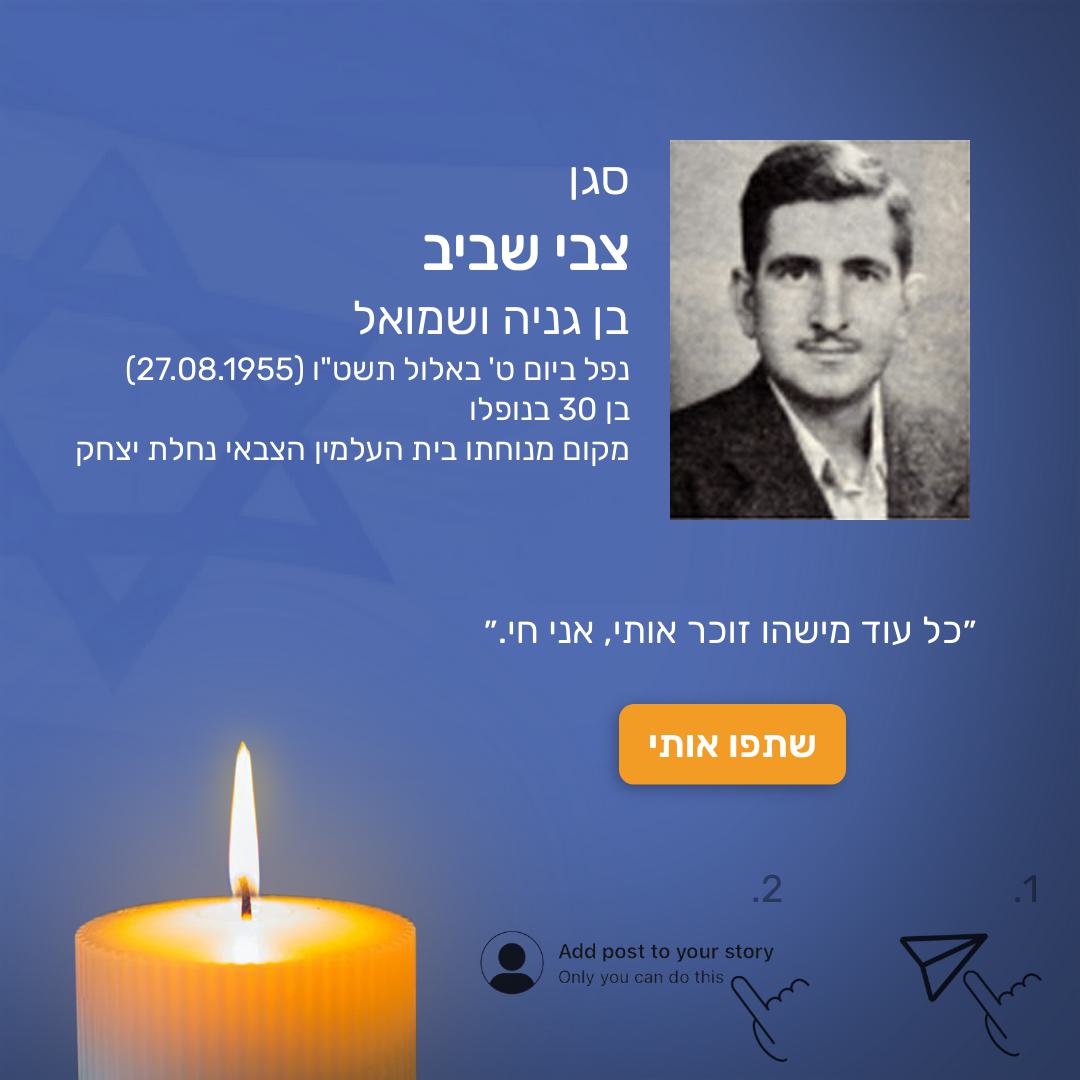 סגן
צבי שביב
בן גניה ושמואל
נפל ביום ט' באלול תשט"ו (27.08.1955)
בן 30 בנופלו
מקום מנוחתו בית העלמין הצבאי נחלת יצחק
״כל עוד מישהו זוכר אותי, אני חי.״
שתפו אותי
.1
.2
Add post to your story
Only you can do this